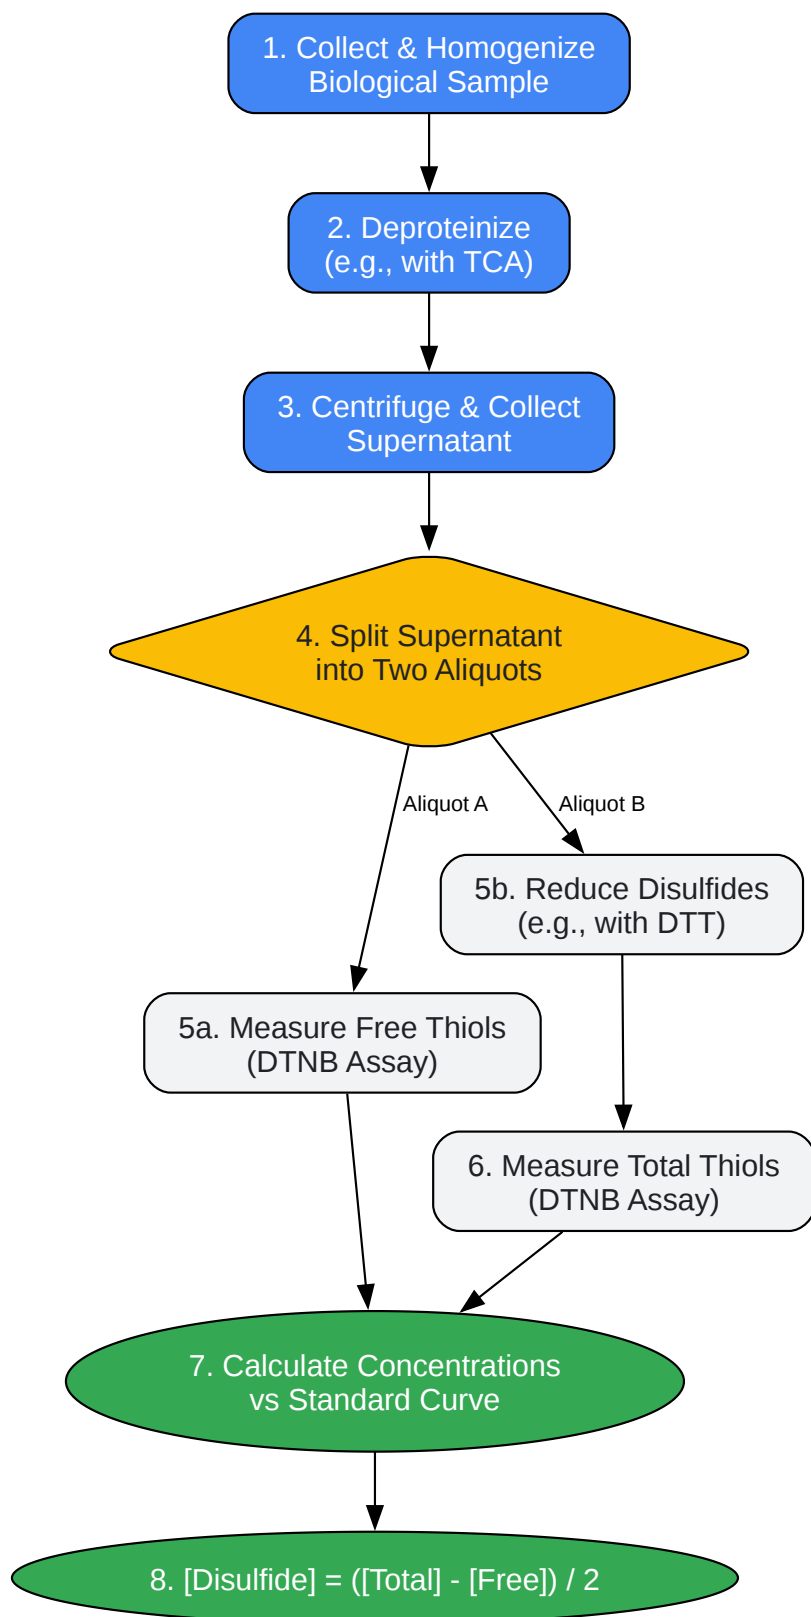 1. Collect & Homogenize
Biological Sample
2. Deproteinize
(e.g., with TCA)
3. Centrifuge & Collect
Supernatant
4. Split Supernatant
into Two Aliquots
Aliquot A
Aliquot B
5b. Reduce Disulfides
(e.g., with DTT)
5a. Measure Free Thiols
(DTNB Assay)
6. Measure Total Thiols
(DTNB Assay)
7. Calculate Concentrations
vs Standard Curve
8. [Disulfide] = ([Total] - [Free]) / 2